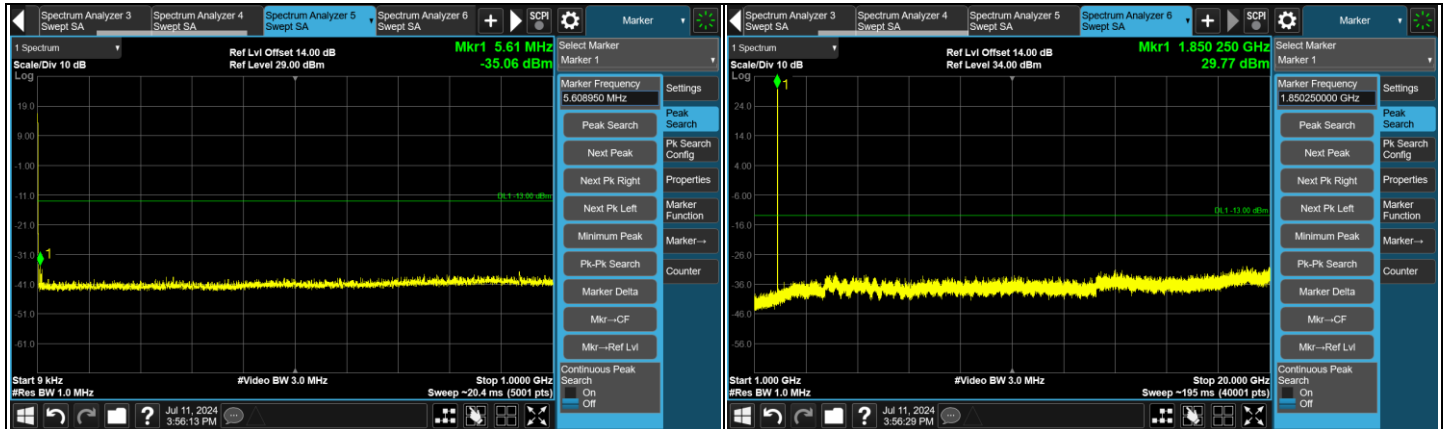 Spectrum Analyzer 3
Swept SA
Spectrum Analyzer 4
Swept SA
Spectrum Analyzer 5
Swept SA
Spectrum Analyzer 6
Swept SA
SCPI
Marker
1 Spectrum
Scale/Div 10 dB
Log
Ref Lvl Offset 14.00 dB
Ref Level 29.00 dBm
Mkr1 5.61 MHz
-35.06 dBm
19.0
9.00
-1.00
-11.0
-21.0
-31.0
-41.0
-51.0
-61.0
DL1 -13.00 dBm
1
Start 9 kHz
#Res BW 1.0 MHz
#Video BW 3.0 MHz
Stop 1.0000 GHz
Sweep ~20.4 ms (5001 pts)
Select Marker
Marker 1
Marker Frequency
5.608950 MHz
Peak Search
Next Peak
Next Pk Right
Next Pk Left
Minimum Peak
Pk-Pk Search
Marker Delta
Mkr→CF
Mkr→Ref Lvl
Continuous Peak
Search
On
Off
Settings
Peak
Search
Pk Search
Config
Properties
Marker
Function
Marker→
Counter
?
Jul 11, 2024
3:56:13 PM
Spectrum Analyzer 3
Swept SA
Spectrum Analyzer 4
Swept SA
Spectrum Analyzer 5
Swept SA
Spectrum Analyzer 6
Swept SA
SCPI
Marker
1 Spectrum
Scale/Div 10 dB
Log
Ref Lvl Offset 14.00 dB
Ref Level 34.00 dBm
Mkr1 1.850 250 GHz
29.77 dBm
24.0
14.0
4.00
-6.00
-16.0
-26.0
-36.0
-46.0
-56.0
DL1 -13.00 dBm
1
Start 1.000 GHz
#Res BW 1.0 MHz
#Video BW 3.0 MHz
Stop 20.000 GHz
Sweep ~195 ms (40001 pts)
Select Marker
Marker 1
Marker Frequency
1.850250000 GHz
Peak Search
Next Peak
Next Pk Right
Next Pk Left
Minimum Peak
Pk-Pk Search
Marker Delta
Mkr→CF
Mkr→Ref Lvl
Continuous Peak
Search
On
Off
Settings
Peak
Search
Pk Search
Config
Properties
Marker
Function
Marker→
Counter
?
Jul 11, 2024
3:56:29 PM